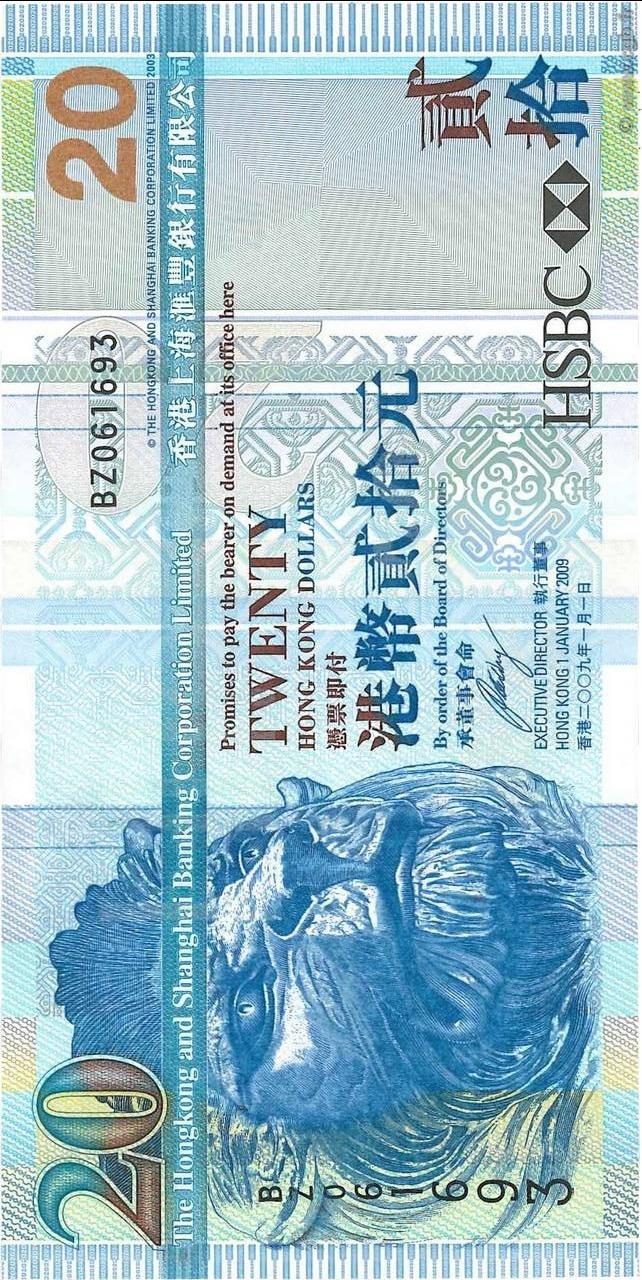 20
The Hongkong and Shanghai Banking Corporation Limited 香港上海滙豐銀行有限公司
© THE HONGKONG AND SHANGHAI BANKING CORPORATION LIMITED 2003
20
BZ061693
Promises to pay the bearer on demand at its office here
TWENTY
HONG KONG DOLLARS
憑票即付
港幣貳拾元
By order of the Board of Directors
承董事會命
EXECUTIVE DIRECTOR 執行董事
HONG KONG 1 JANUARY 2009
香港二〇〇九年一月一日
BZ061693
貳
拾
HSBC